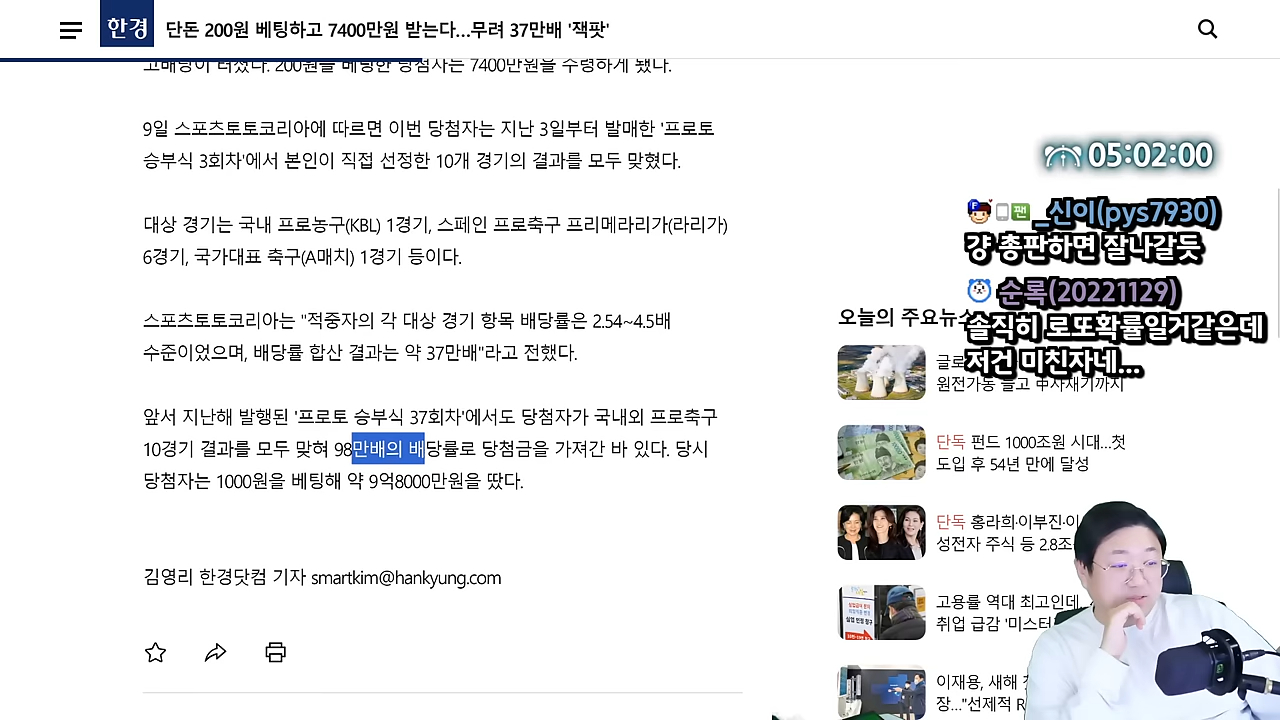 한경 단돈 200원 베팅하고 7400만원 받는다...무려 37만배 '잭팟'
고배당이 터졌다. 200원을 베팅한 당첨자는 7400만원을 수령하게 됐다.
9일 스포츠토토코리아에 따르면 이번 당첨자는 지난 3일부터 발매한 '프로토
승부식 3회차'에서 본인이 직접 선정한 10개 경기의 결과를 모두 맞혔다.
대상 경기는 국내 프로농구(KBL) 1경기, 스페인 프로축구 프리메라리가(라리가)
6경기, 국가대표 축구(A매치) 1경기 등이다.
스포츠토토코리아는 "적중자의 각 대상 경기 항목 배당률은 2.54~4.5배
수준이었으며, 배당률 합산 결과는 약 37만배"라고 전했다.
앞서 지난해 발행된 '프로토 승부식 37회차'에서도 당첨자가 국내외 프로축구
10경기 결과를 모두 맞혀 98만배의 배당률로 당첨금을 가져간 바 있다. 당시
당첨자는 1000원을 베팅해 약 9억8000만원을 땄다.
김영리 한경닷컴 기자 smartkim@hankyung.com
05:02:00
F 팬 _신이(pys7930)
걍 총판하면 잘나갈듯
순록(20221129)
솔직히 로또확률일거같은데
저건 미친자네...
오늘의 주요뉴스
글로
원전가동 늘고 사재기까지
단독 펀드 1000조원 시대...첫
도입 후 54년 만에 달성
단독 홍라희·이부진·이
성전자 주식 등 2.8조
고용률 역대 최고인데
취업 급감 '미스터
이재용, 새해 첫
장..."선제적 R